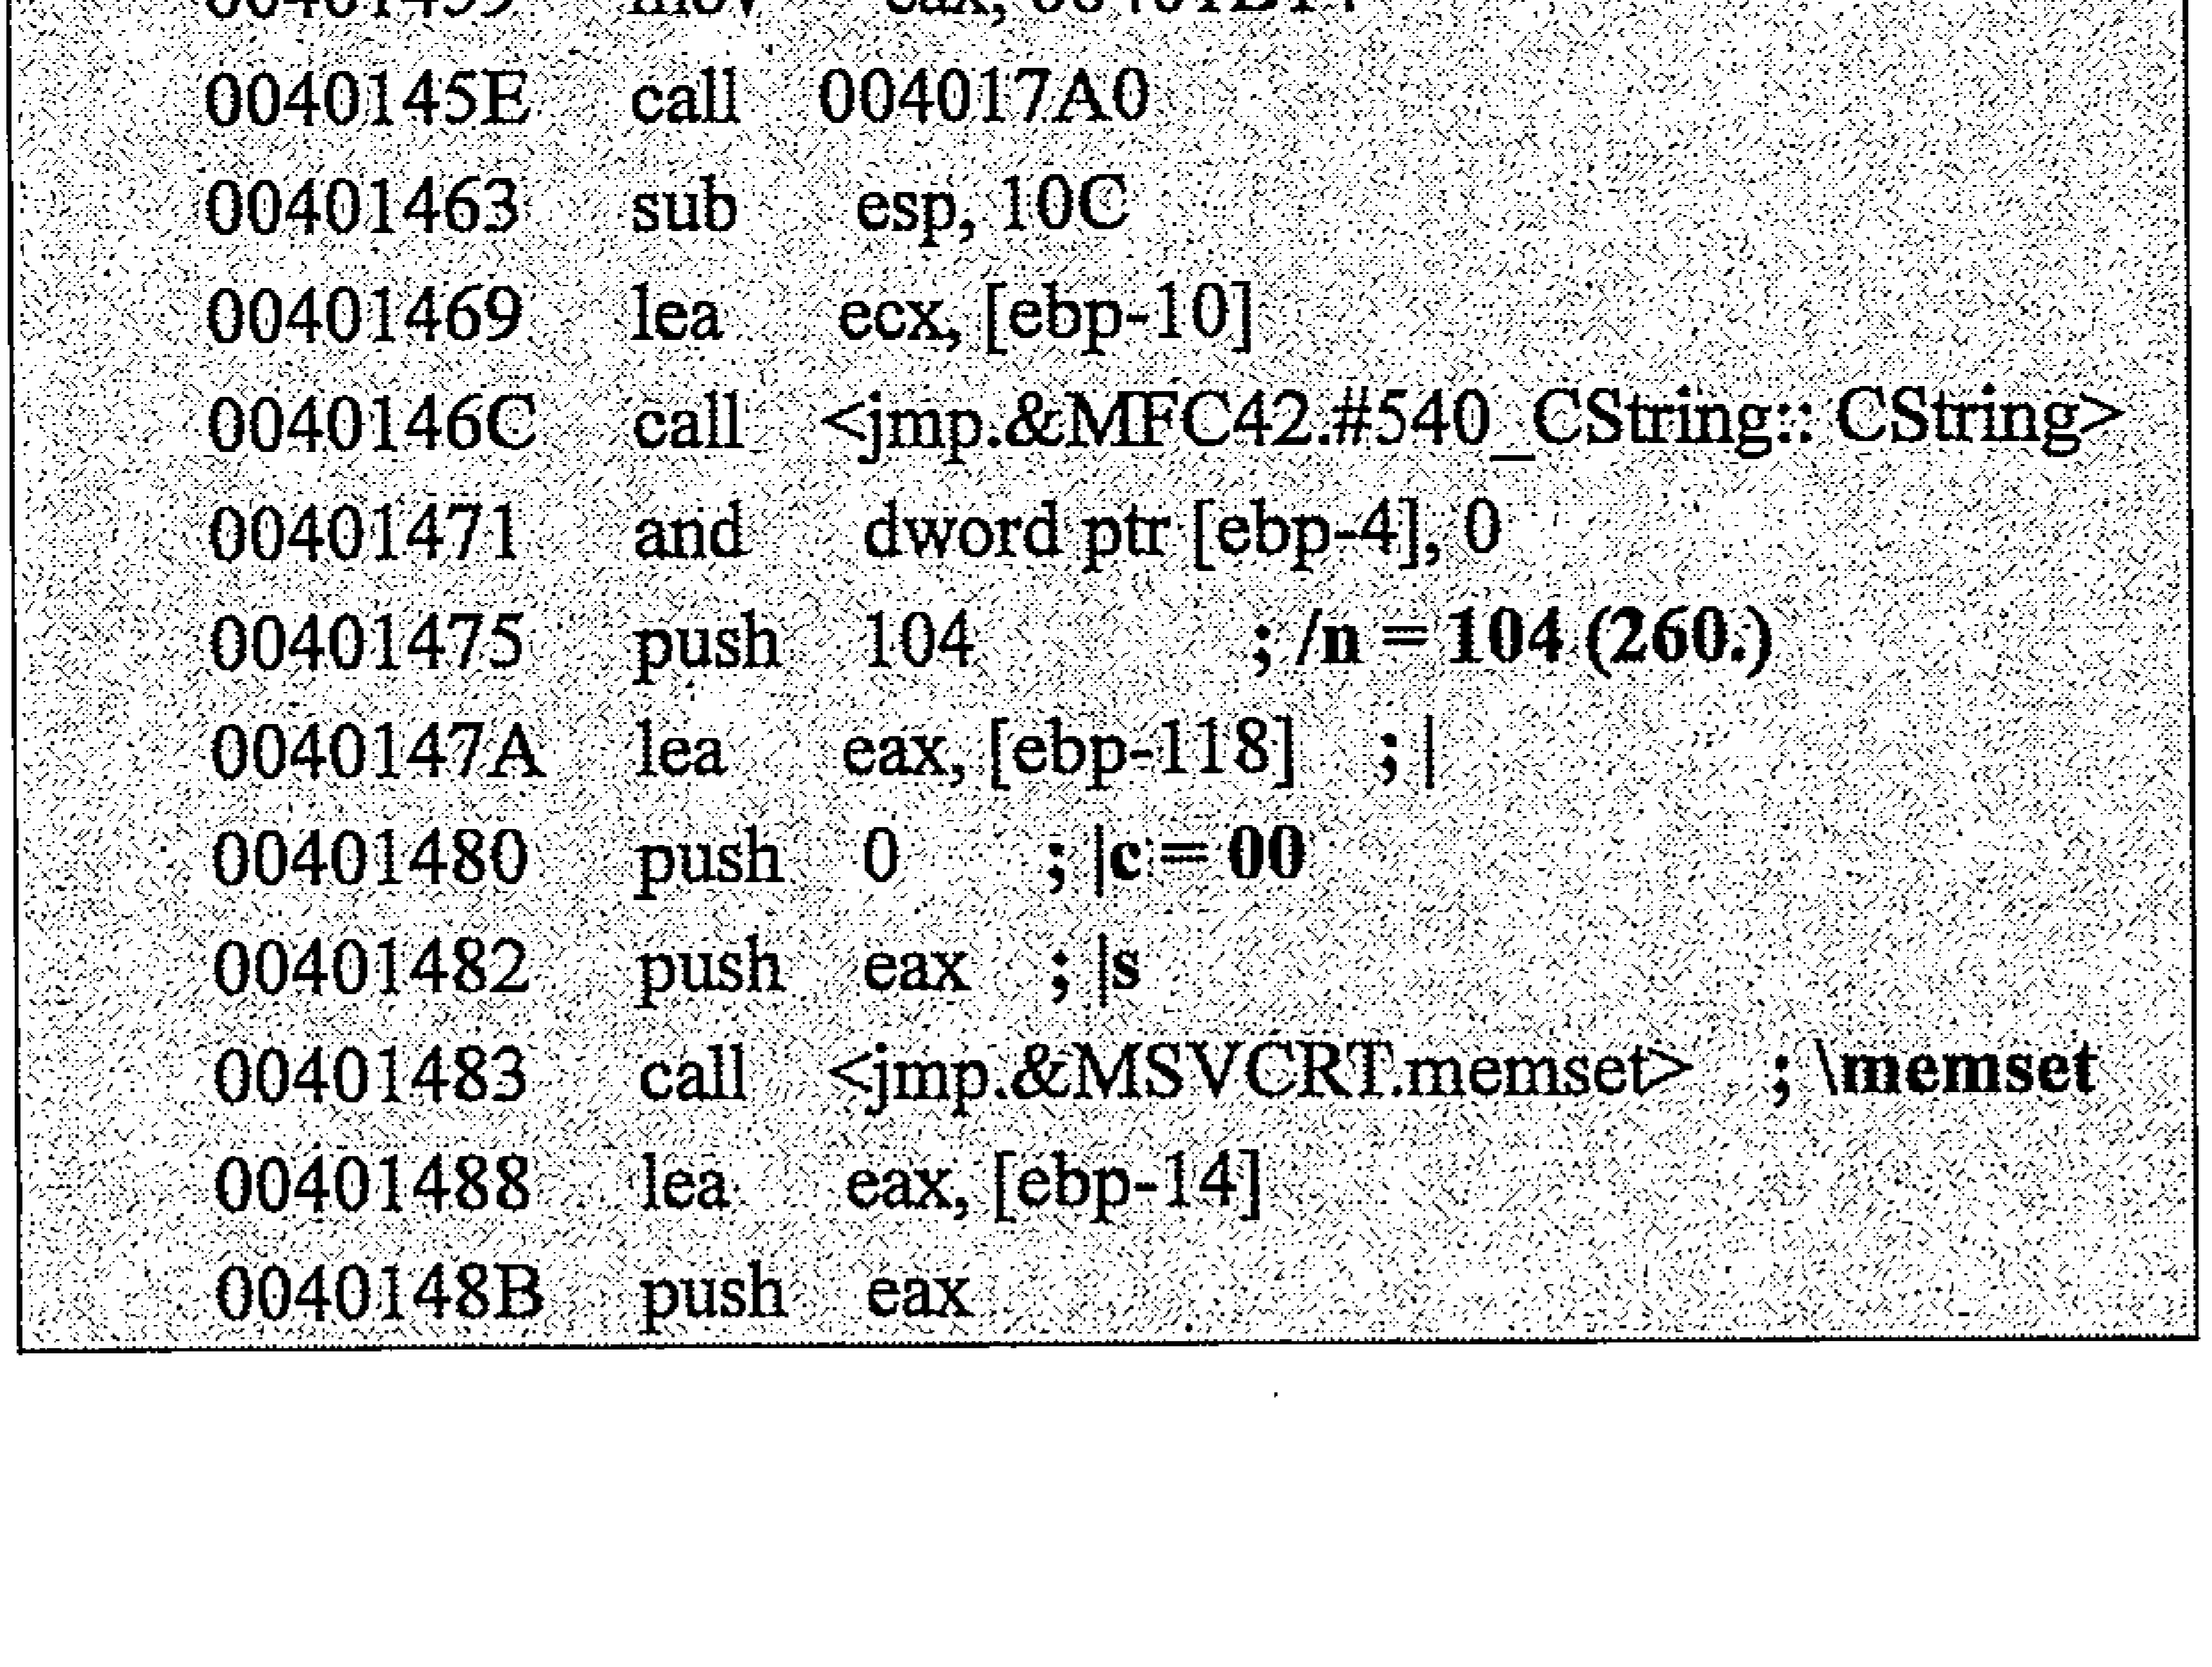 mov eax,
0040145E call 004017A0
00401463 sub esp, 10C
00401469 lea ecx, [ebp-10]
0040146C call <jmp.&MFC42.#540_CString:: CString>
00401471 and dword ptr [ebp-4], 0
00401475 push 104 ; /n = 104 (260.)
0040147A lea eax, [ebp-118] ; |
00401480 push 0 ; |c = 00
00401482 push eax ; |s
00401483 call <jmp.&MSVCRT.memset> ; \memset
00401488 lea eax, [ebp-14]
0040148B push eax